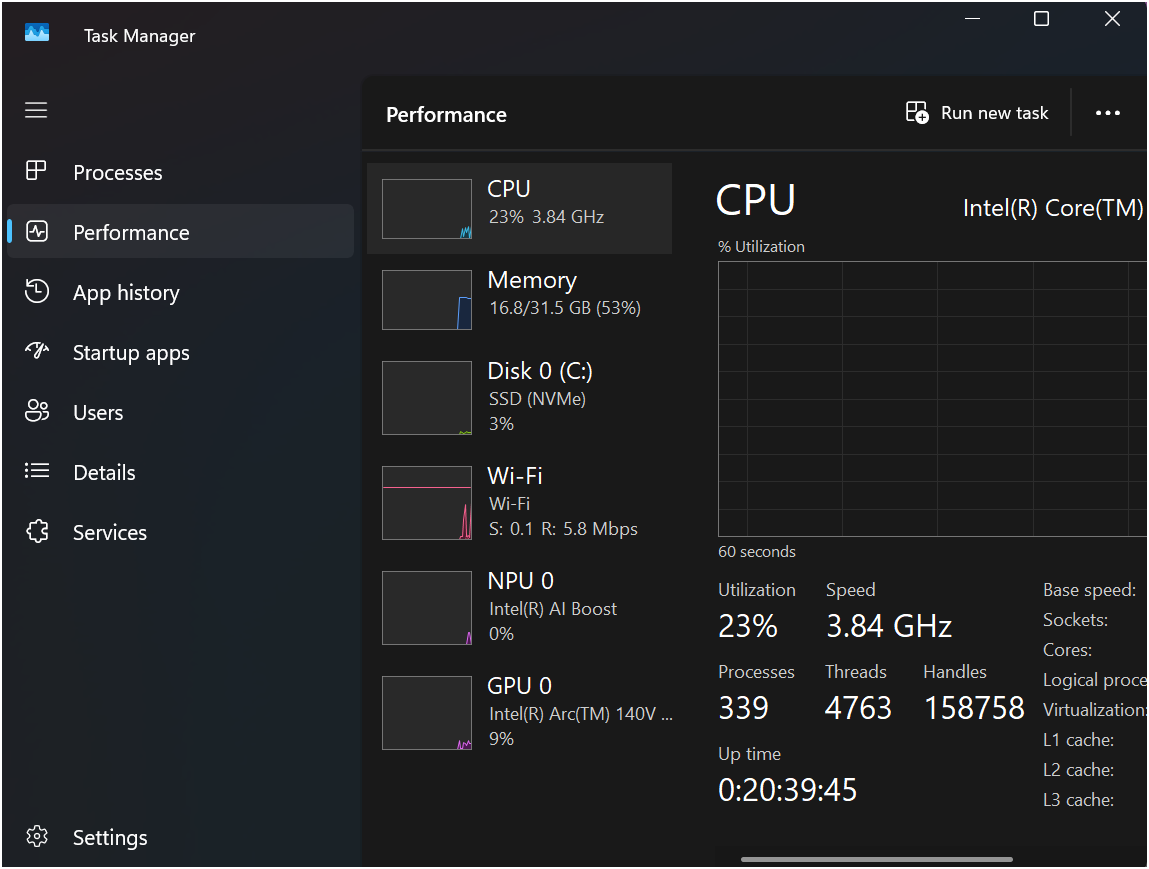 Task Manager
Performance
Run new task
Processes
Performance
App history
Startup apps
Users
Details
Services
Settings
CPU
23% 3.84 GHz
Memory
16.8/31.5 GB (53%)
Disk 0 (C:)
SSD (NVMe)
3%
Wi-Fi
Wi-Fi
S: 0.1 R: 5.8 Mbps
NPU 0
Intel(R) AI Boost
0%
GPU 0
Intel(R) Arc(TM) 140V ...
9%
CPU
Intel(R) Core(TM)
% Utilization
60 seconds
Utilization
Speed
23%
3.84 GHz
Processes
Threads
Handles
339
4763
158758
Up time
0:20:39:45
Base speed:
Sockets:
Cores:
Logical proce
Virtualization:
L1 cache:
L2 cache:
L3 cache: